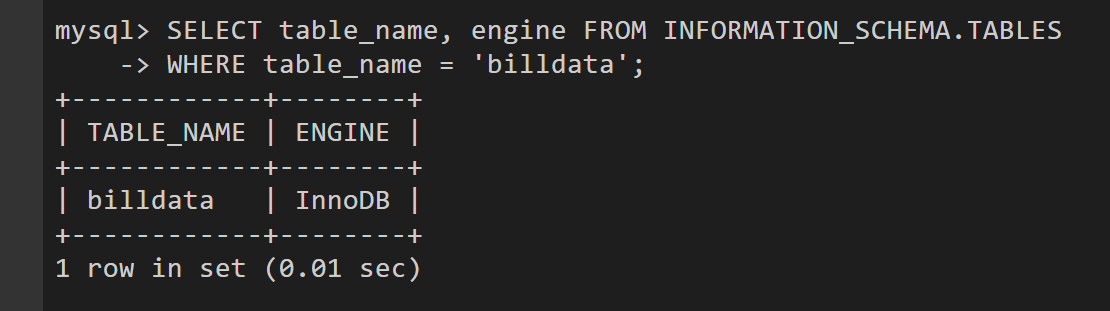 mysql> SELECT table_name, engine FROM INFORMATION_SCHEMA.TABLES
    -> WHERE table_name = 'billdata';
+------------+--------+
| TABLE_NAME | ENGINE |
+------------+--------+
| billdata   | InnoDB |
+------------+--------+
1 row in set (0.01 sec)